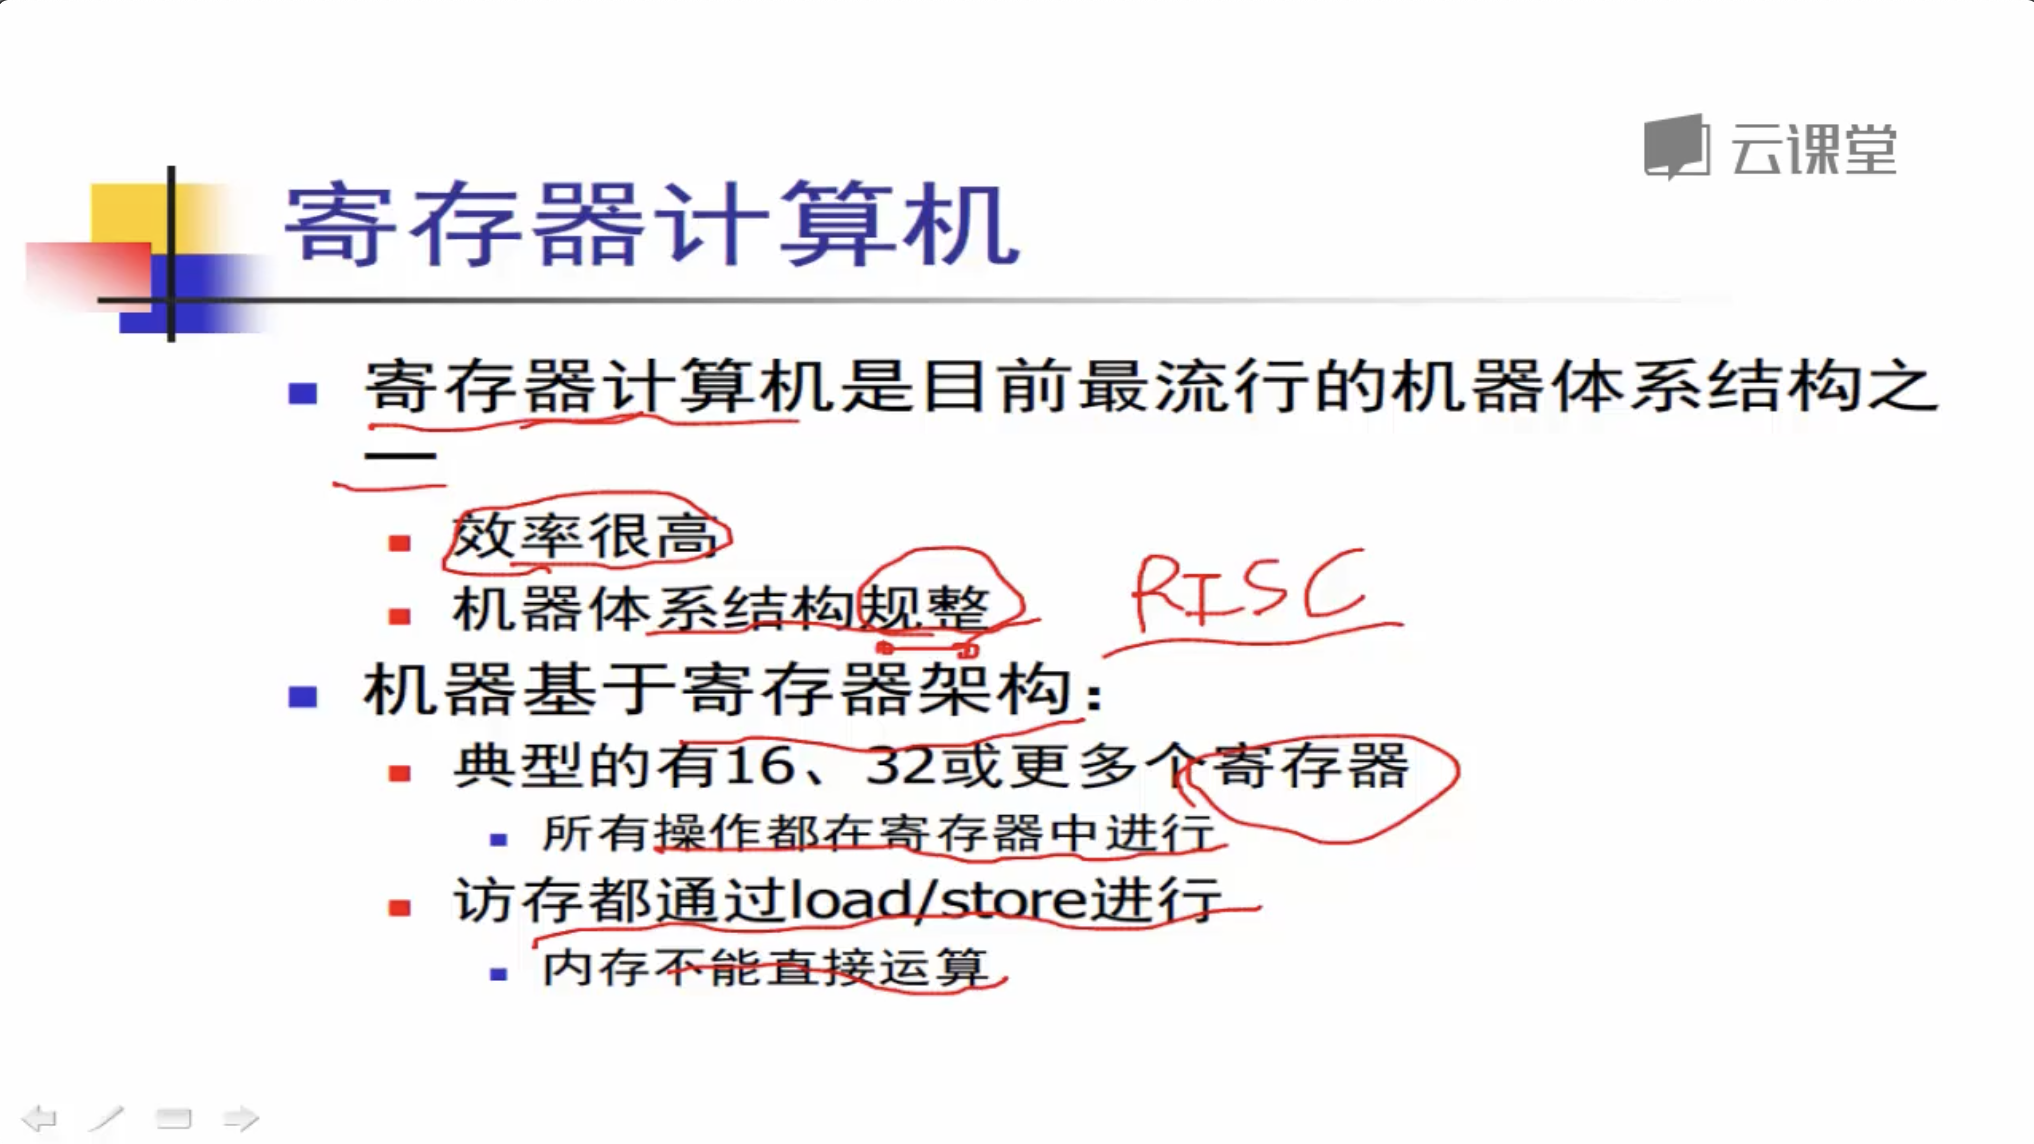 云课堂
寄存器计算机
寄存器计算机是目前最流行的机器体系结构之
一
效率很高
机器体系结构规整
RISC
机器基于寄存器架构：
典型的有16、32或更多个寄存器
所有操作都在寄存器中进行
访存都通过load/store进行
内存不能直接运算